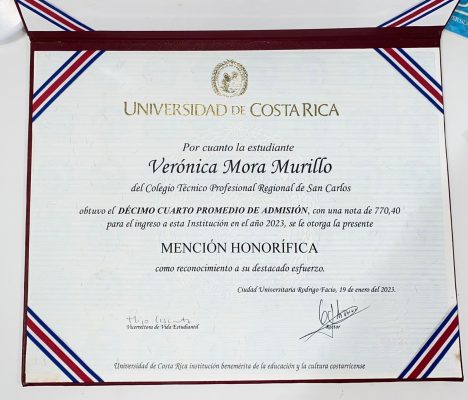 UNIVERSIDAD DE COSTA RICA
Por cuanto la estudiante
Verónica Mora Murillo
del Colegio Técnico Profesional Regional de San Carlos
obtuvo el DÉCIMO CUARTO PROMEDIO DE ADMISIÓN, con una nota de 770,40
para el ingreso a esta Institución en el año 2023, se le otorga la presente
MENCIÓN HONORÍFICA
como reconocimiento a su destacado esfuerzo.
Ciudad Universitaria Rodrigo Facio, 19 de enero del 2023.
Vicerrectora de Vida Estudiantil
Rector
Universidad de Costa Rica institución benemérita de la educación y la cultura costarricense